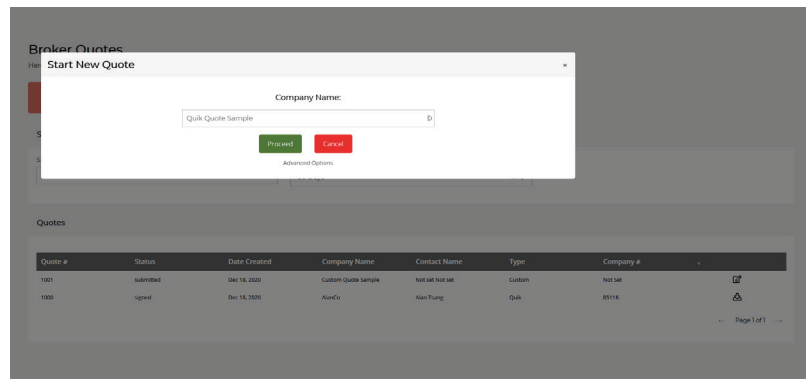 Broker Quotes
Her
Start New Quote
×
Company Name:
Quik Quote Sample
Proceed Cancel
Advanced Options
S
Quotes
Quote # Status Date Created Company Name Contact Name Type Company #
1001 submitted Dec 18, 2020 Custom Quote Sample Not set Not set Custom Not Set
1000 signed Dec 18, 2020 AlanCo Alan Tsang Quik 85116
← Page 1 of 1 →